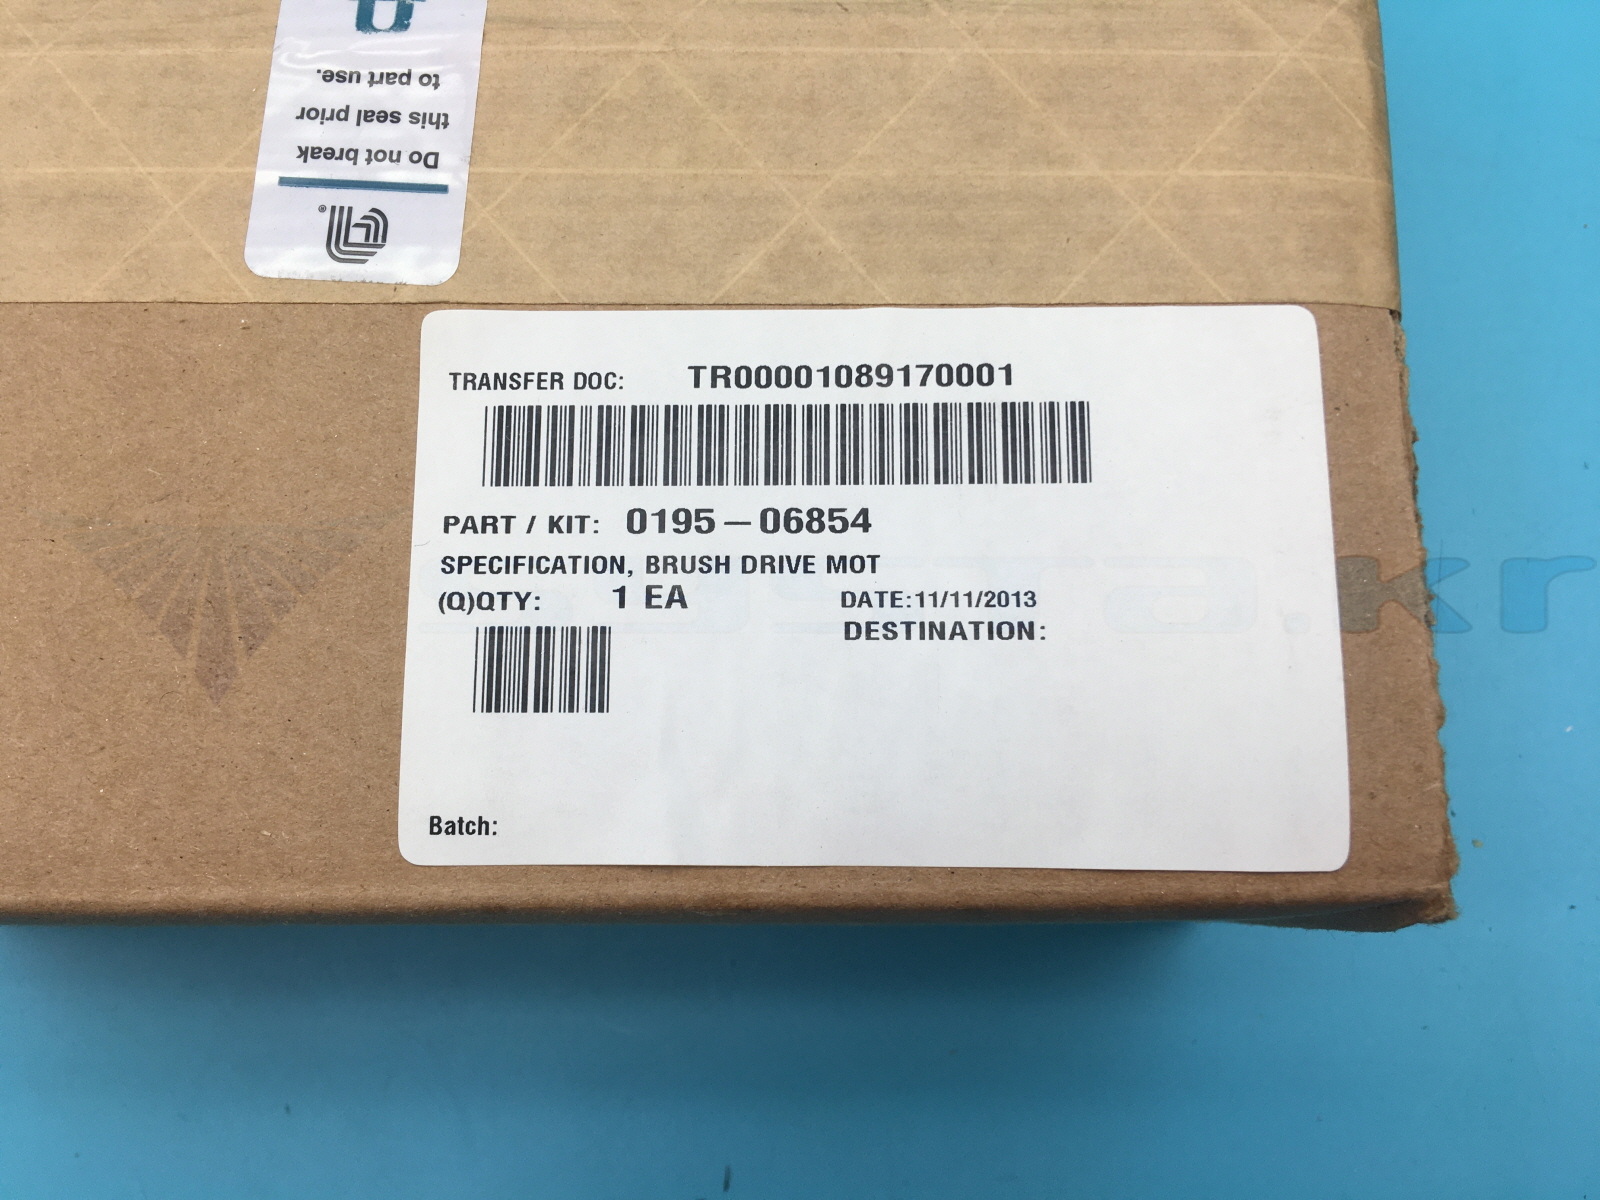 Do not break
this seal prior
to part use.
TRANSFER DOC: TR00001089170001
PART / KIT: 0195-06854
SPECIFICATION, BRUSH DRIVE MOT
(Q)QTY: 1 EA DATE:11/11/2013
DESTINATION:
Batch: